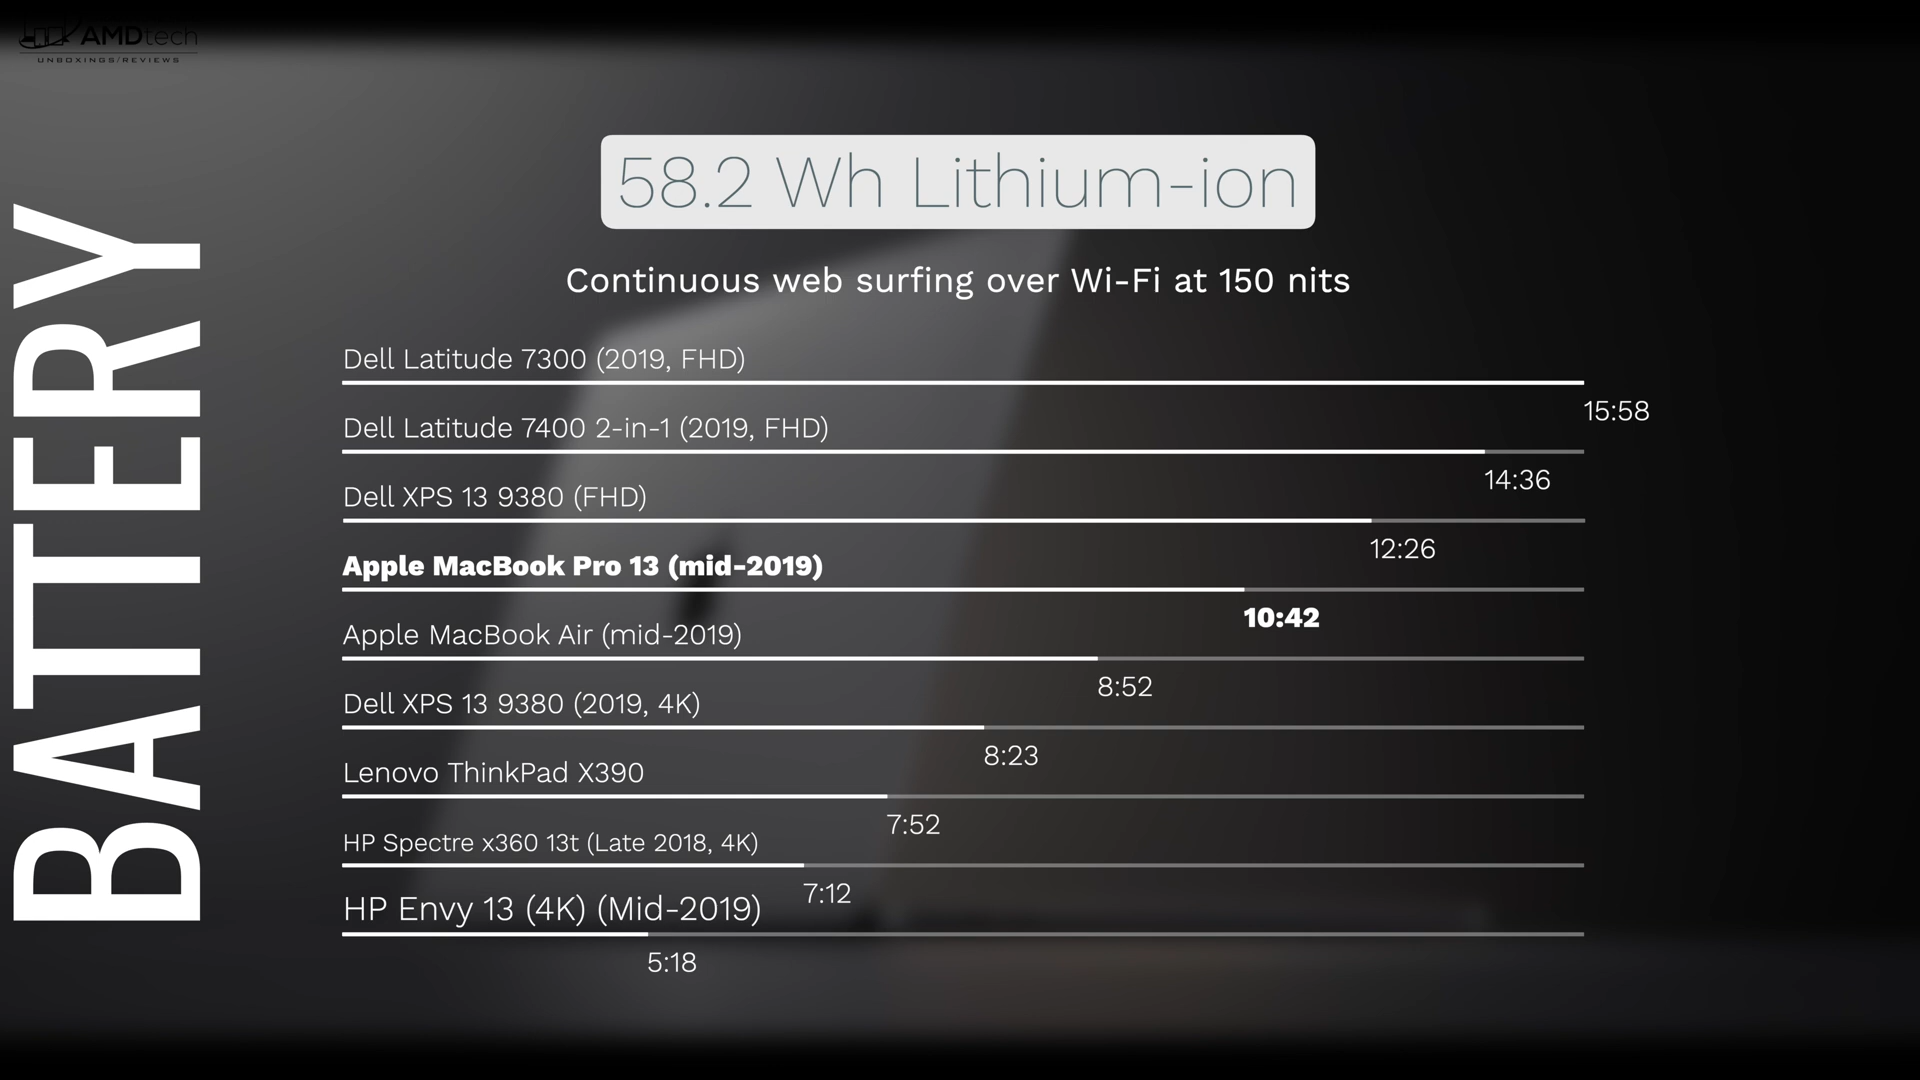 AMDtech
UNBOXINGS/REVIEWS
BATTERY
58.2 Wh Lithium-ion
Continuous web surfing over Wi-Fi at 150 nits
Dell Latitude 7300 (2019, FHD)
15:58
Dell Latitude 7400 2-in-1 (2019, FHD)
14:36
Dell XPS 13 9380 (FHD)
12:26
Apple MacBook Pro 13 (mid-2019)
10:42
Apple MacBook Air (mid-2019)
8:52
Dell XPS 13 9380 (2019, 4K)
8:23
Lenovo ThinkPad X390
7:52
HP Spectre x360 13t (Late 2018, 4K)
7:12
HP Envy 13 (4K) (Mid-2019)
5:18